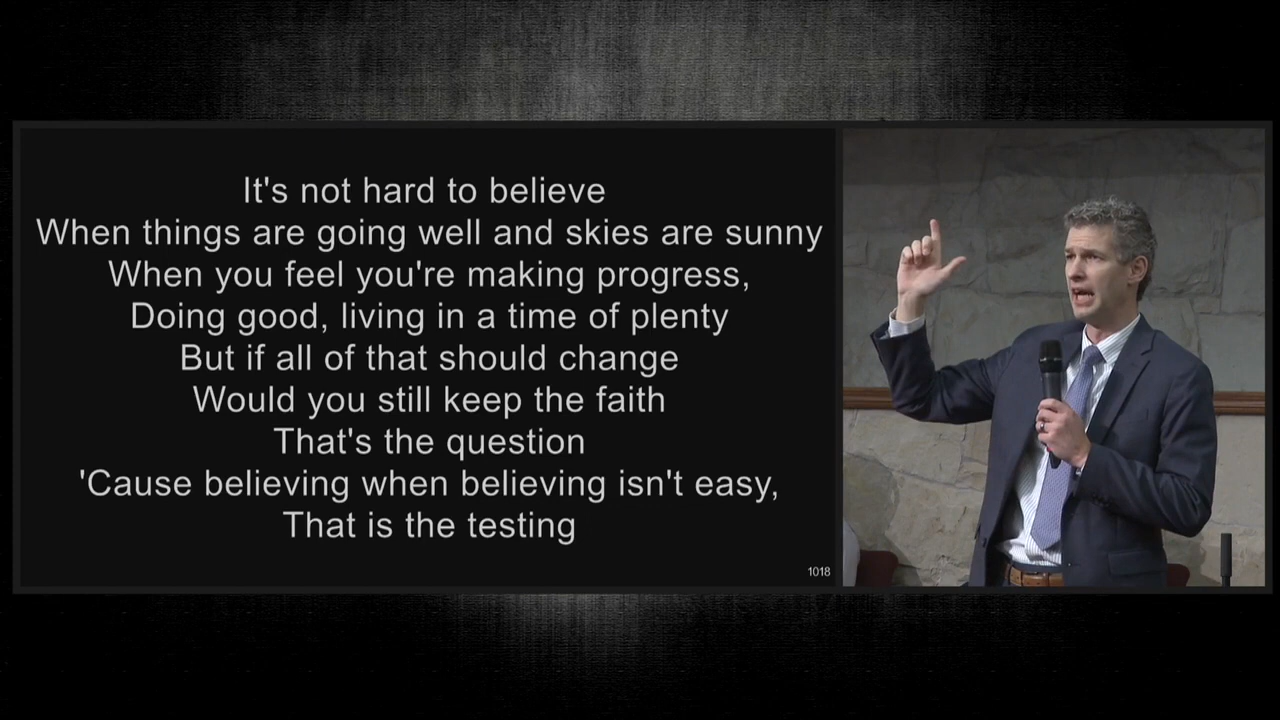 It's not hard to believe
When things are going well and skies are sunny
When you feel you're making progress,
Doing good, living in a time of plenty
But if all of that should change
Would you still keep the faith
That's the question
'Cause believing when believing isn't easy,
That is the testing
1018